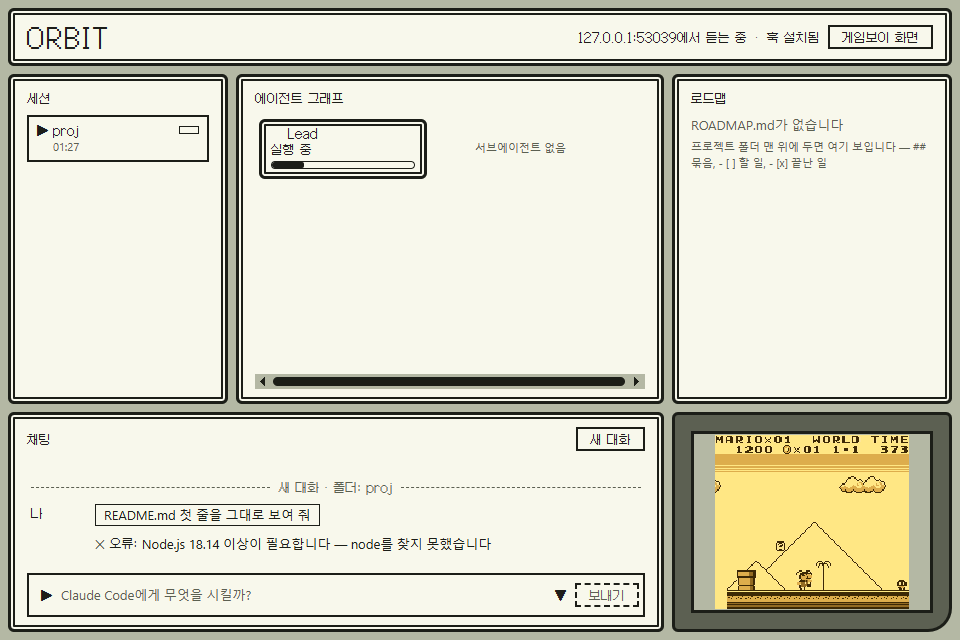 ORBIT
127.0.0.1:53039에서 듣는 중 · 훅 설치됨
게임보이 화면
세션
▶ proj
01:27
에이전트 그래프
Lead
실행 중
서브에이전트 없음
로드맵
ROADMAP.md가 없습니다
프로젝트 폴더 맨 위에 두면 여기 보입니다 — ##
묶음, - [ ] 할 일, - [x] 끝난 일
채팅
새 대화
새 대화 · 폴더: proj
나
README.md 첫 줄을 그대로 보여 줘
× 오류: Node.js 18.14 이상이 필요합니다 — node를 찾지 못했습니다
▶ Claude Code에게 무엇을 시킬까?
▼ 보내기
MARIO×01 WORLD TIME
1200 ×01 1-1 373